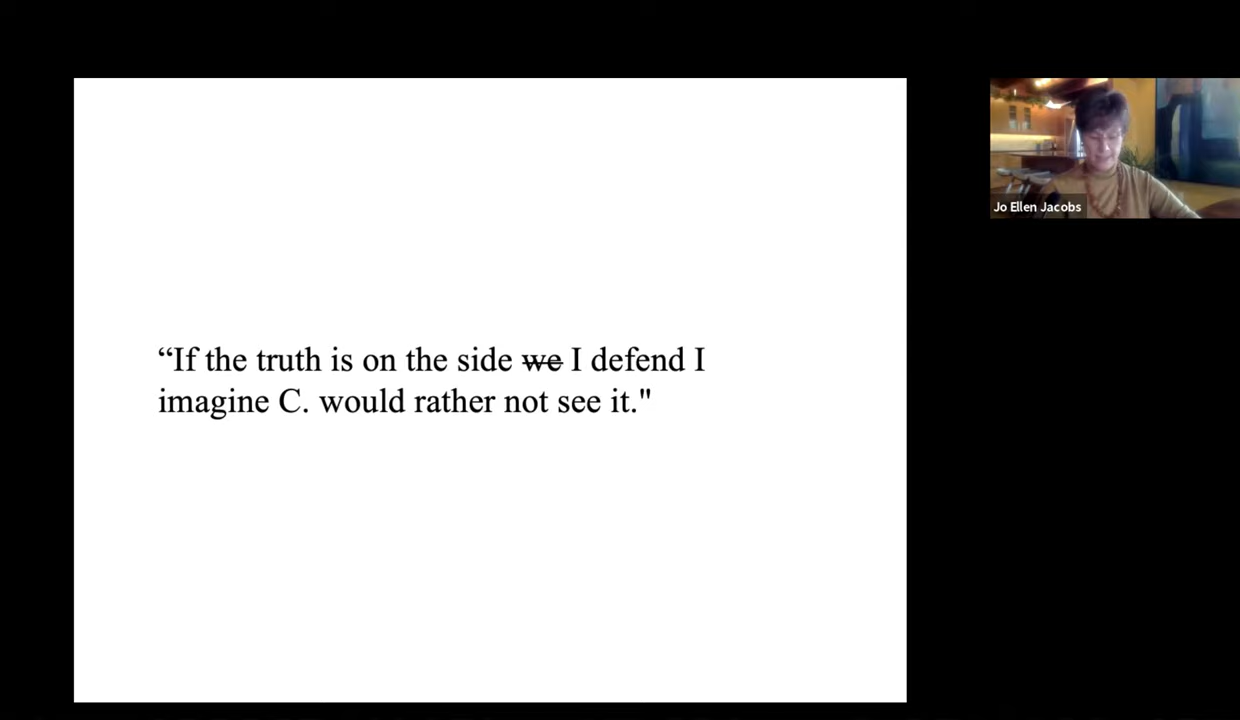 “If the truth is on the side ~~we~~ I defend I
imagine C. would rather not see it."
Jo Ellen Jacobs